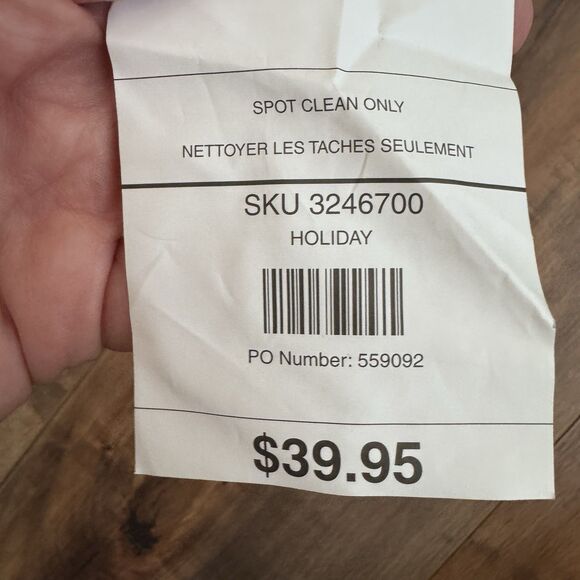 SPOT CLEAN ONLY
NETTOYER LES TACHES SEULEMENT
SKU 3246700
HOLIDAY
PO Number: 559092
$39.95